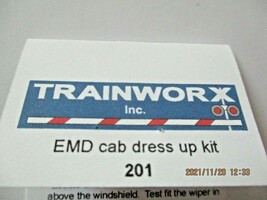 TRAINWORX
Inc.
EMD cab dress up kit
201
above the windshield. Test fit the wiper in
2021/11/29 12:33